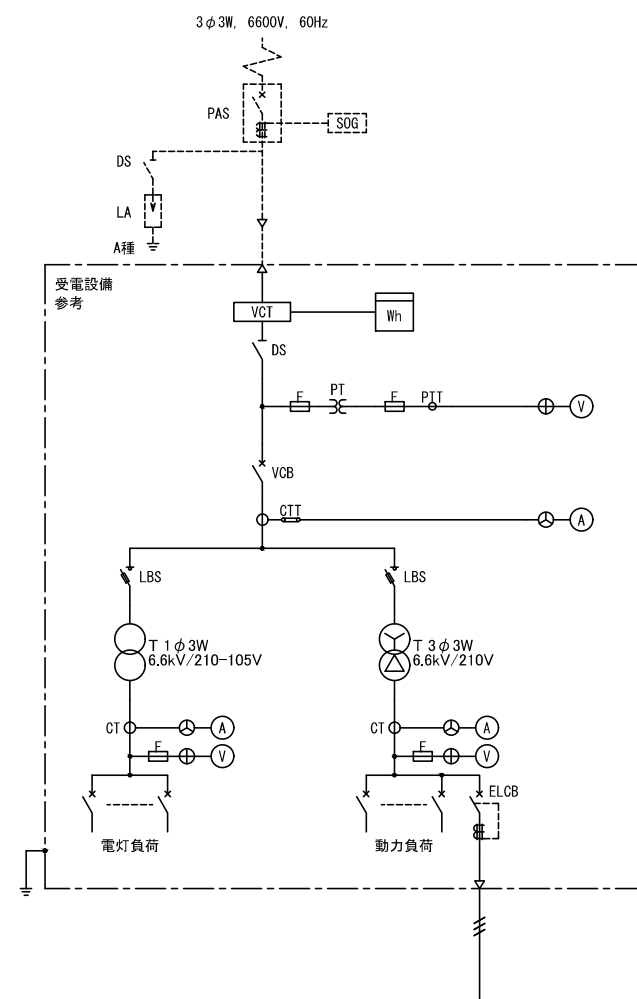 3φ3W, 6600V, 60Hz
PAS
SOG
DS
LA
A種
受電設備
参考
VCT
Wh
DS
F
PT
F
PTT
V
VCB
CTT
A
LBS
LBS
T 1φ3W
6.6kV/210-105V
T 3φ3W
6.6kV/210V
CT
A
CT
A
F
V
F
V
ELCB
電灯負荷
動力負荷